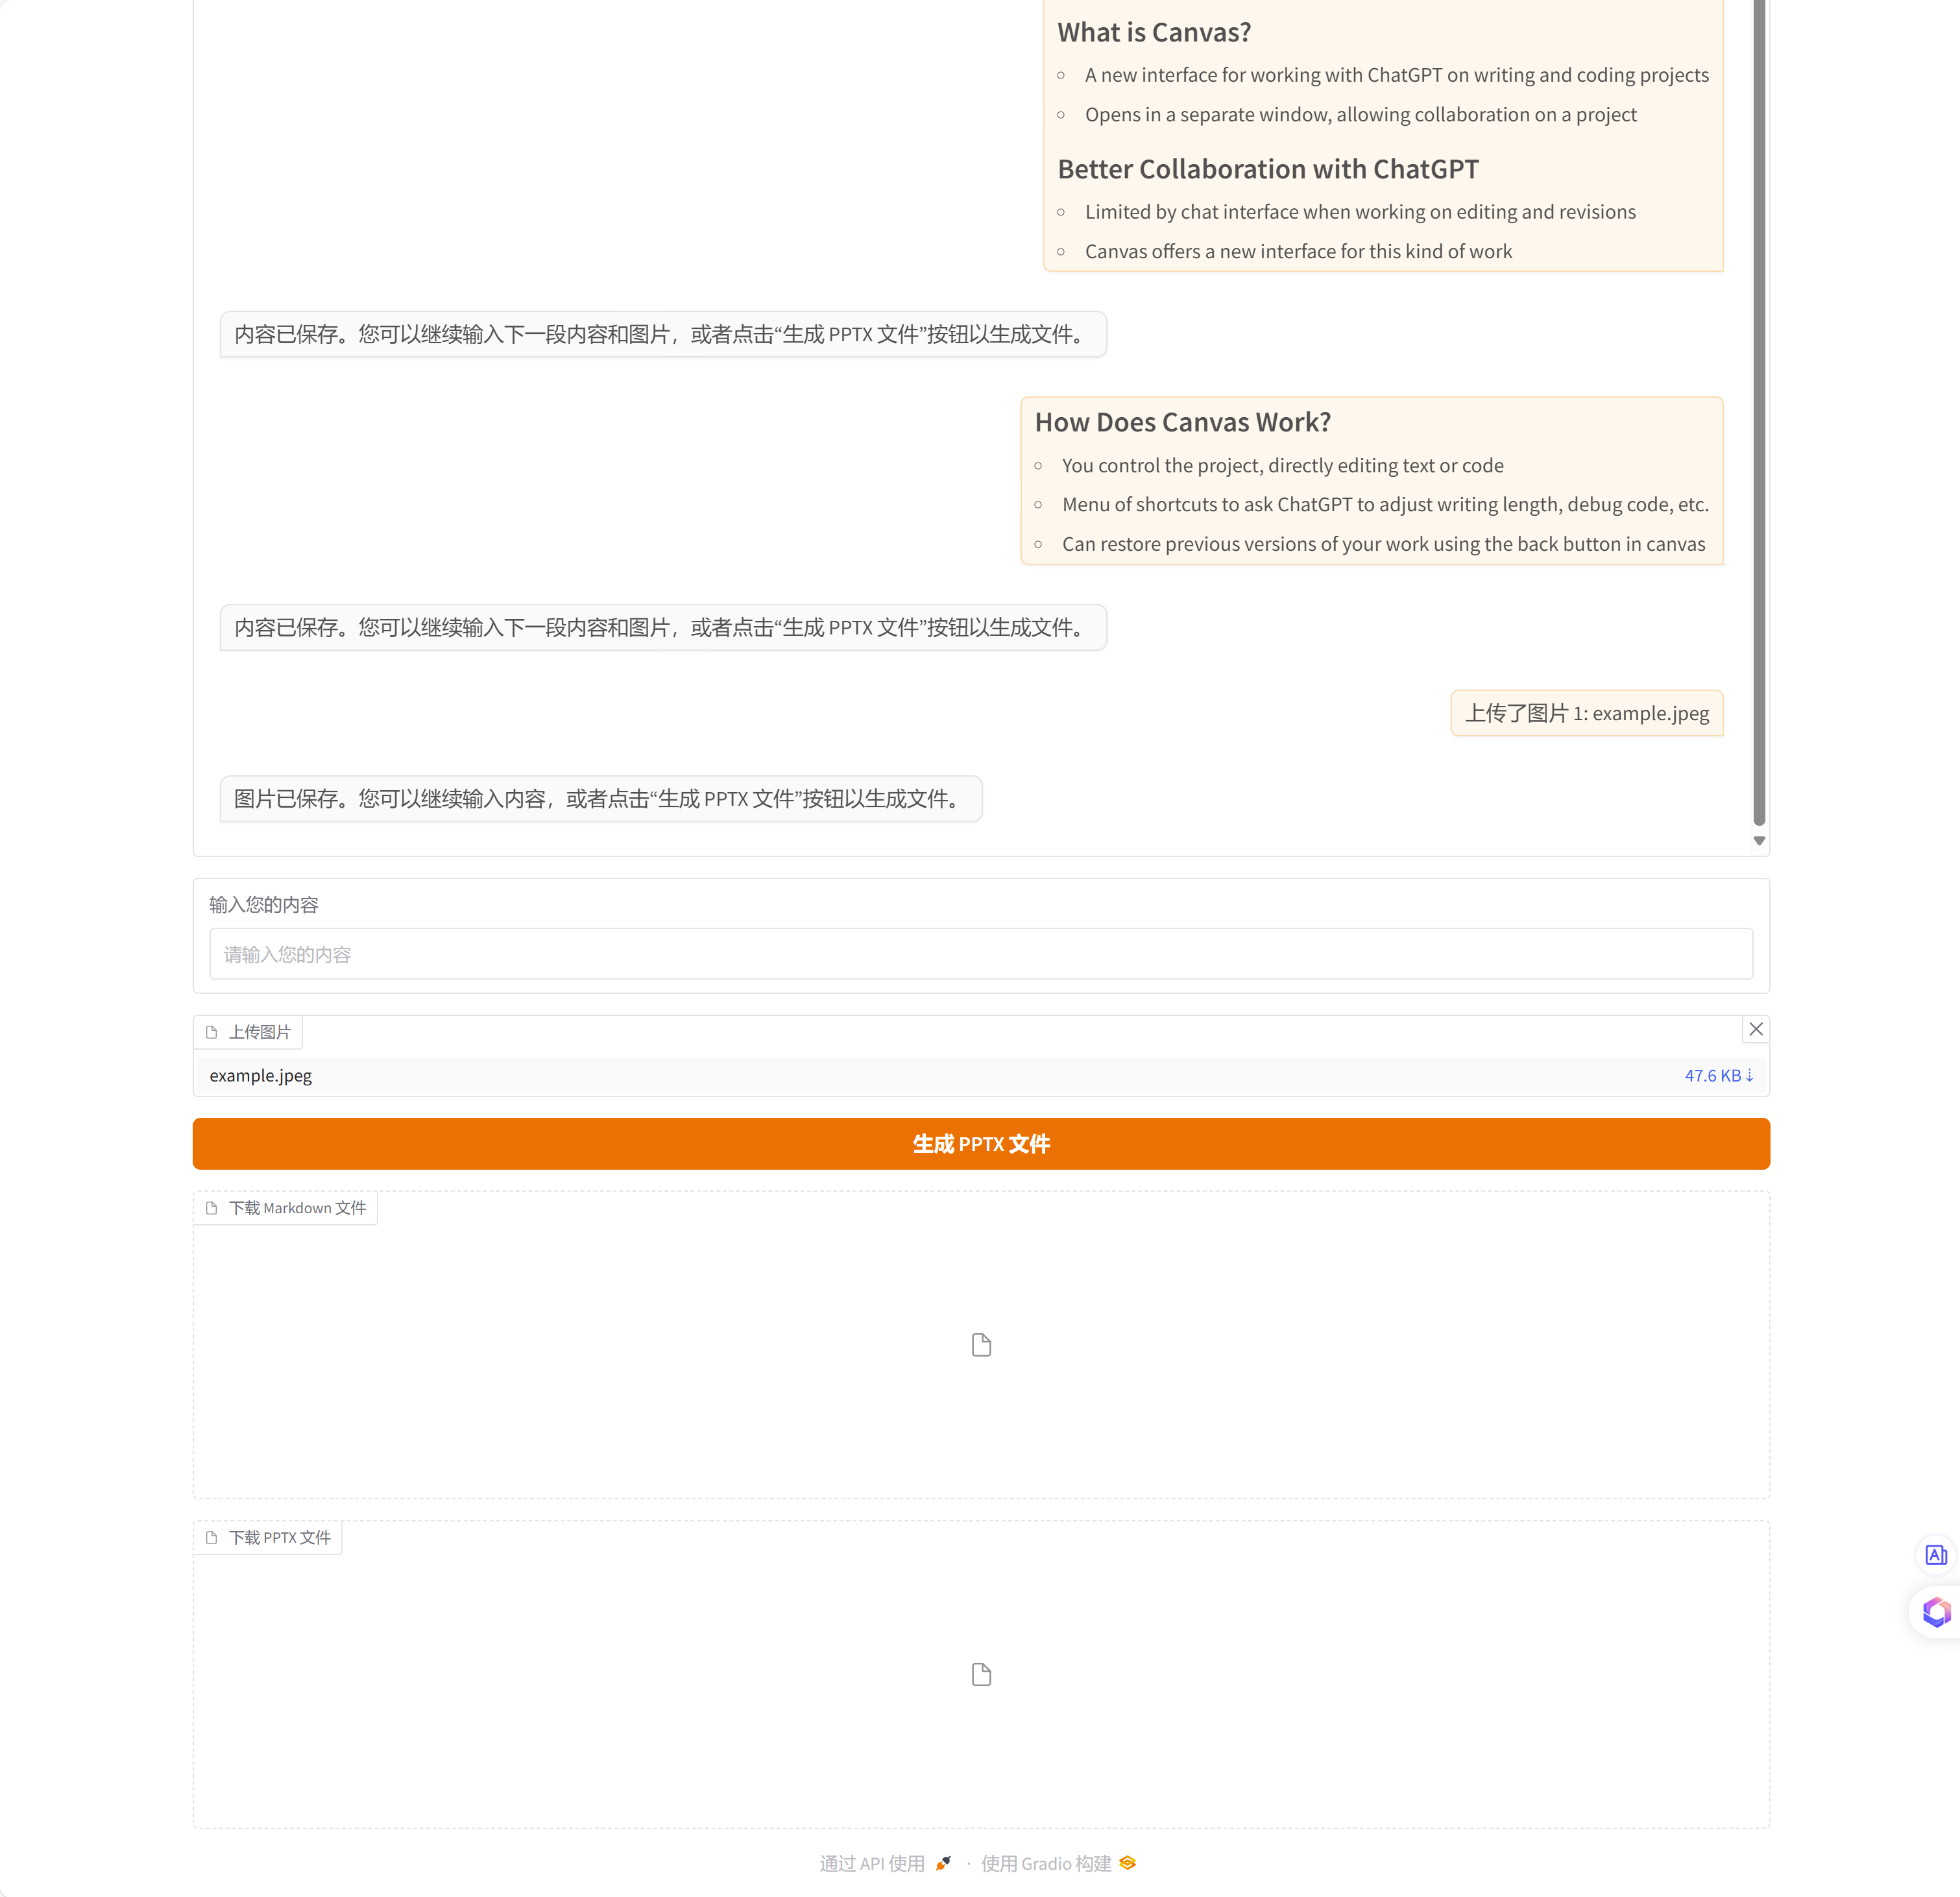 What is Canvas?
A new interface for working with ChatGPT on writing and coding projects
Opens in a separate window, allowing collaboration on a project
Better Collaboration with ChatGPT
Limited by chat interface when working on editing and revisions
Canvas offers a new interface for this kind of work
内容已保存。您可以继续输入下一段内容和图片，或者点击“生成 PPTX 文件”按钮以生成文件。
How Does Canvas Work?
You control the project, directly editing text or code
Menu of shortcuts to ask ChatGPT to adjust writing length, debug code, etc.
Can restore previous versions of your work using the back button in canvas
内容已保存。您可以继续输入下一段内容和图片，或者点击“生成 PPTX 文件”按钮以生成文件。
上传了图片 1: example.jpeg
图片已保存。您可以继续输入内容，或者点击“生成 PPTX 文件”按钮以生成文件。
输入您的内容
请输入您的内容
上传图片
example.jpeg 47.6 KB ⇣
生成 PPTX 文件
下载 Markdown 文件
下载 PPTX 文件
通过 API 使用 · 使用 Gradio 构建